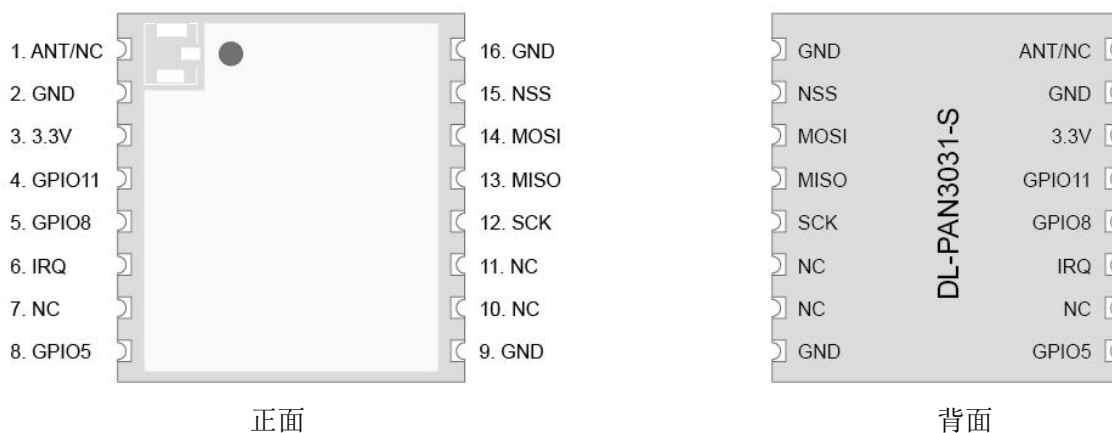 1. ANT/NC
2. GND
3. 3.3V
4. GPIO11
5. GPIO8
6. IRQ
7. NC
8. GPIO5
16. GND
15. NSS
14. MOSI
13. MISO
12. SCK
11. NC
10. NC
9. GND
正面
GND
NSS
MOSI
MISO
SCK
NC
NC
GND
DL-PAN3031-S
ANT/NC
GND
3.3V
GPIO11
GPIO8
IRQ
NC
GPIO5
背面